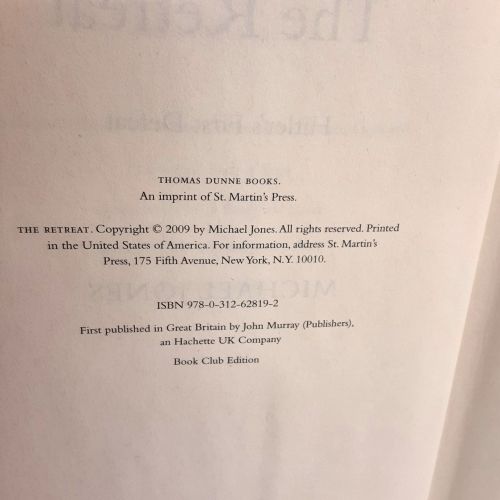 THOMAS DUNNE BOOKS.
An imprint of St. Martin's Press.
THE RETREAT. Copyright © 2009 by Michael Jones. All rights reserved. Printed
in the United States of America. For information, address St. Martin's
Press, 175 Fifth Avenue, New York, N.Y. 10010.
ISBN 978-0-312-62819-2
First published in Great Britain by John Murray (Publishers),
an Hachette UK Company
Book Club Edition